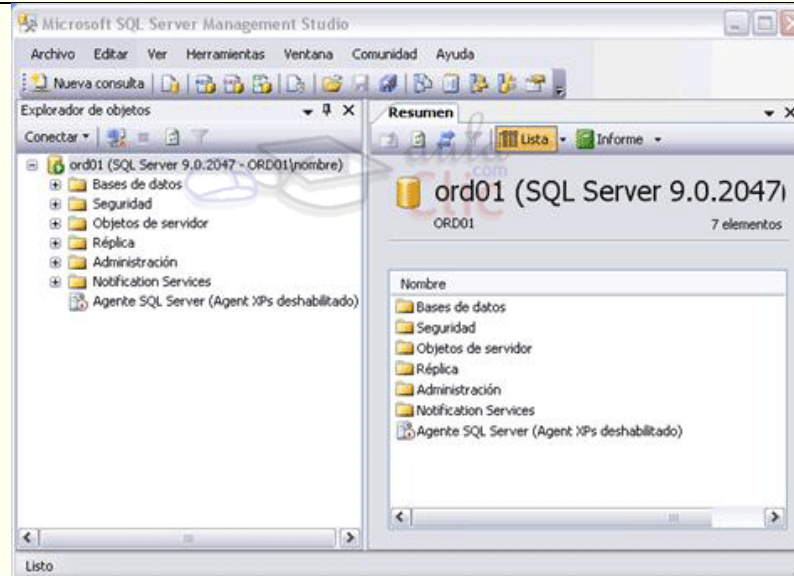 Microsoft SQL Server Management Studio
Archivo Editar Ver Herramientas Ventana Comunidad Ayuda
Nueva consulta
Explorador de objetos
Conectar
ord01 (SQL Server 9.0.2047 - ORD01\nombre)
Bases de datos
Seguridad
Objetos de servidor
Réplica
Administración
Notification Services
Agente SQL Server (Agent XPs deshabilitado)
Resumen
Lista Informe
aula
Clic
com
ord01 (SQL Server 9.0.2047)
ORD01 7 elementos
Nombre
Bases de datos
Seguridad
Objetos de servidor
Réplica
Administración
Notification Services
Agente SQL Server (Agent XPs deshabilitado)
Listo